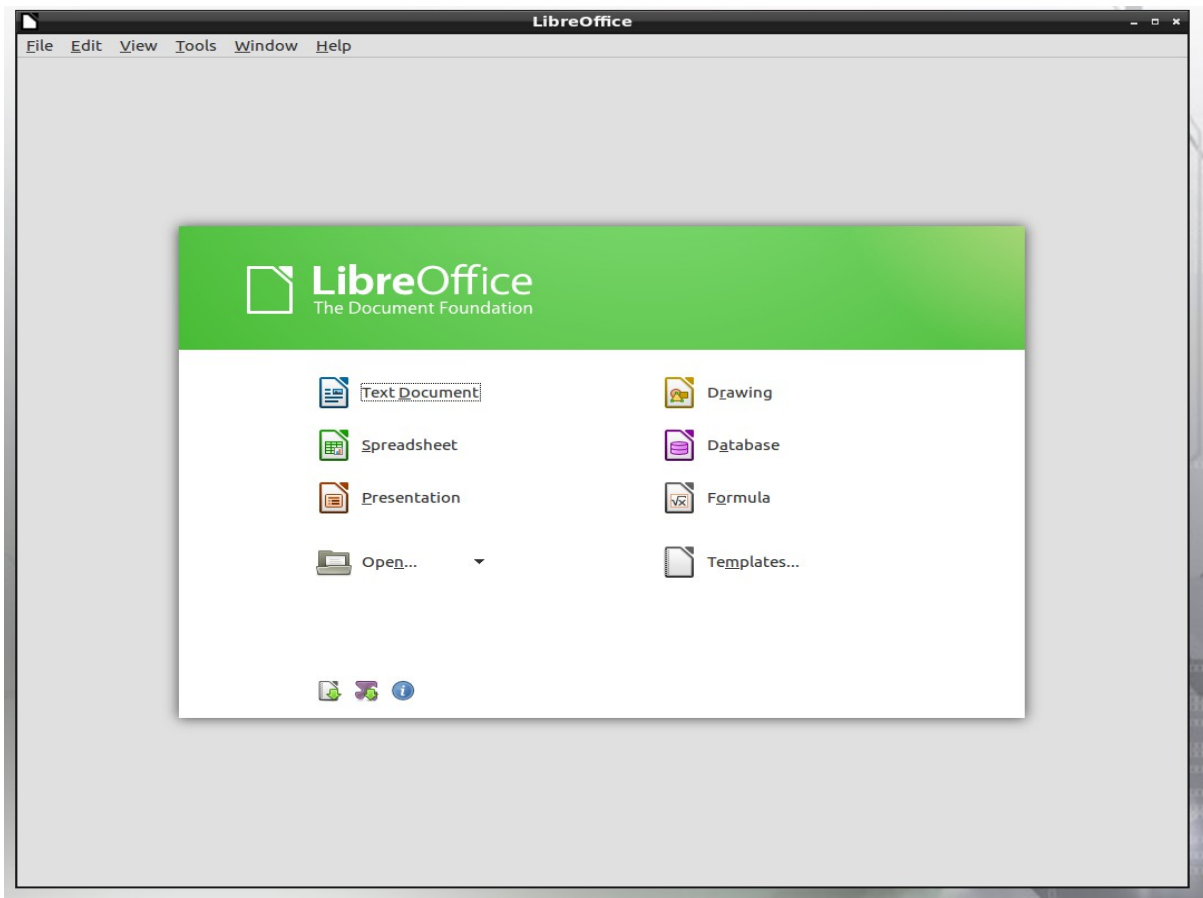 LibreOffice
File Edit View Tools Window Help
LibreOffice
The Document Foundation
Text Document
Drawing
Spreadsheet
Database
Presentation
Formula
Open...
Templates...